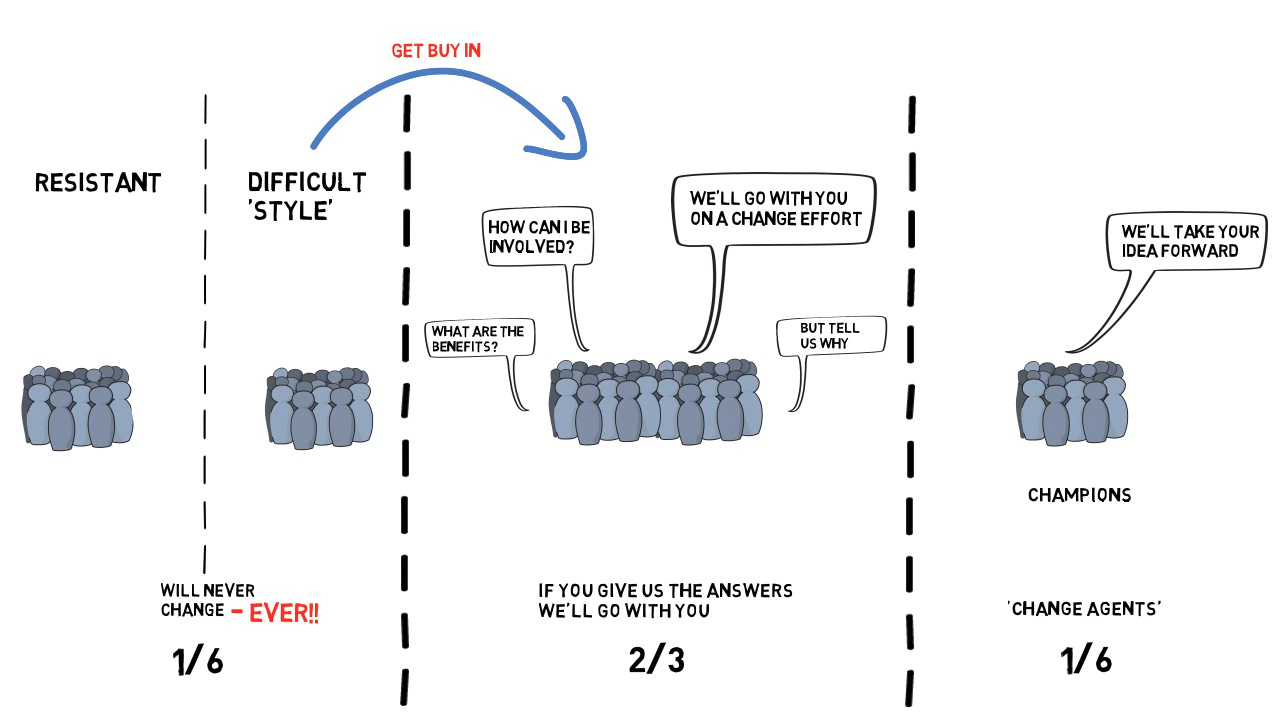 GET BUY IN
RESISTANT
DIFFICULT
'STYLE'
HOW CAN I BE
INVOLVED?
WE'LL GO WITH YOU
ON A CHANGE EFFORT
WHAT ARE THE
BENEFITS?
BUT TELL
US WHY
WE'LL TAKE YOUR
IDEA FORWARD
CHAMPIONS
WILL NEVER
CHANGE - EVER!!
1/6
IF YOU GIVE US THE ANSWERS
WE'LL GO WITH YOU
2/3
'CHANGE AGENTS'
1/6